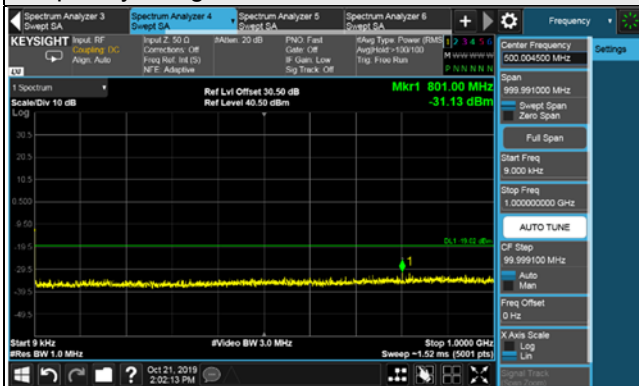 Spectrum Analyzer 3
Swept SA
Spectrum Analyzer 4
Swept SA
Spectrum Analyzer 5
Swept SA
Spectrum Analyzer 6
Swept SA
Frequency
KEYSIGHT
Input: RF
Coupling: DC
Align: Auto
Input Z: 50 Ω
Corrections: Off
Freq Ref: Int (S)
NFE: Adaptive
#Atten: 20 dB
PNO: Fast
Gate: Off
IF Gain: Low
Sig Track: Off
#Avg Type: Power (RMS
Avg|Hold:>100/100
Trig: Free Run
1 2 3 4 5 6
M W W W W W
P N N N N N
LXI
1 Spectrum
Scale/Div 10 dB
Log
Ref Lvl Offset 30.50 dB
Ref Level 40.50 dBm
Mkr1 801.00 MHz
-31.13 dBm
30.5
20.5
10.5
0.500
-9.50
-19.5
-29.5
-39.5
-49.5
DL1 -19.02 dBm
1
Start 9 kHz
#Res BW 1.0 MHz
#Video BW 3.0 MHz
Stop 1.0000 GHz
Sweep ~1.52 ms (5001 pts)
Oct 21, 2019
2:02:13 PM
Center Frequency
500.004500 MHz
Settings
Span
999.991000 MHz
Swept Span
Zero Span
Full Span
Start Freq
9.000 kHz
Stop Freq
1.000000000 GHz
AUTO TUNE
CF Step
99.999100 MHz
Auto
Man
Freq Offset
0 Hz
X Axis Scale
Log
Lin
Signal Track
(Span Zoom)